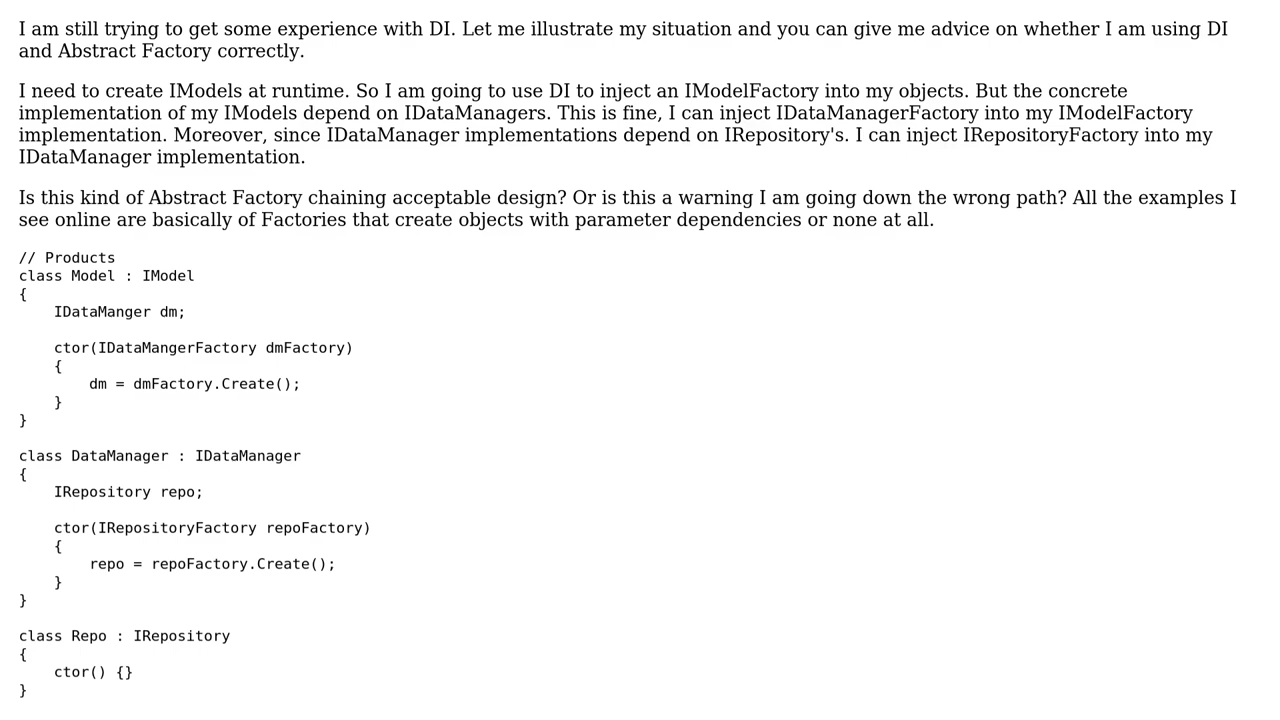 I am still trying to get some experience with DI. Let me illustrate my situation and you can give me advice on whether I am using DI
and Abstract Factory correctly.
I need to create IModels at runtime. So I am going to use DI to inject an IModelFactory into my objects. But the concrete
implementation of my IModels depend on IDataManagers. This is fine, I can inject IDataManagerFactory into my IModelFactory
implementation. Moreover, since IDataManager implementations depend on IRepository's. I can inject IRepositoryFactory into my
IDataManager implementation.
Is this kind of Abstract Factory chaining acceptable design? Or is this a warning I am going down the wrong path? All the examples I
see online are basically of Factories that create objects with parameter dependencies or none at all.
// Products
class Model : IModel
{
    IDataManger dm;
    ctor(IDataMangerFactory dmFactory)
    {
        dm = dmFactory.Create();
    }
}
class DataManager : IDataManager
{
    IRepository repo;
    ctor(IRepositoryFactory repoFactory)
    {
        repo = repoFactory.Create();
    }
}
class Repo : IRepository
{
    ctor() {}
}